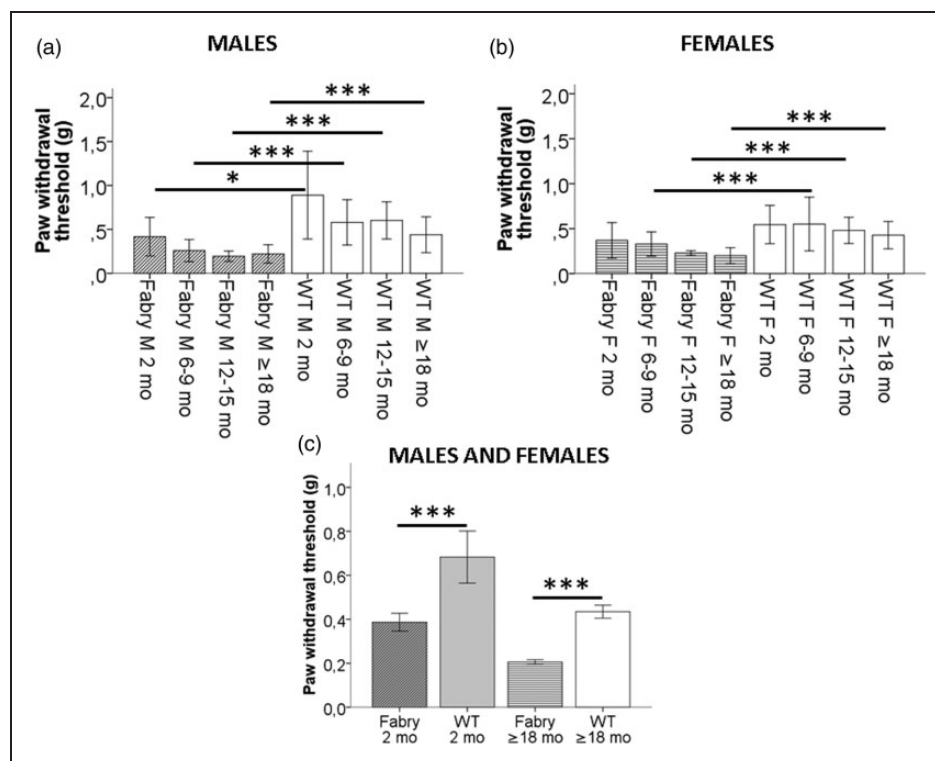 (a)
MALES
Paw withdrawal
threshold (g)
2,0
1,5
1,0
,5
,0
***
***
***
*
Fabry M 2 mo
Fabry M 6-9 mo
Fabry M 12-15 mo
Fabry M ≥18 mo
WT M 2 mo
WT M 6-9 mo
WT M 12-15 mo
WT M ≥18 mo
(b)
FEMALES
Paw withdrawal
threshold (g)
2,0
1,5
1,0
,5
,0
***
***
***
Fabry F 2 mo
Fabry F 6-9 mo
Fabry F 12-15 mo
Fabry F ≥18 mo
WT F 2 mo
WT F 6-9 mo
WT F 12-15 mo
WT F ≥18 mo
(c)
MALES AND FEMALES
Paw withdrawal threshold (g)
1,0
0,8
0,6
0,4
0,2
0,0
***
***
Fabry
2 mo
WT
2 mo
Fabry
≥18 mo
WT
≥18 mo